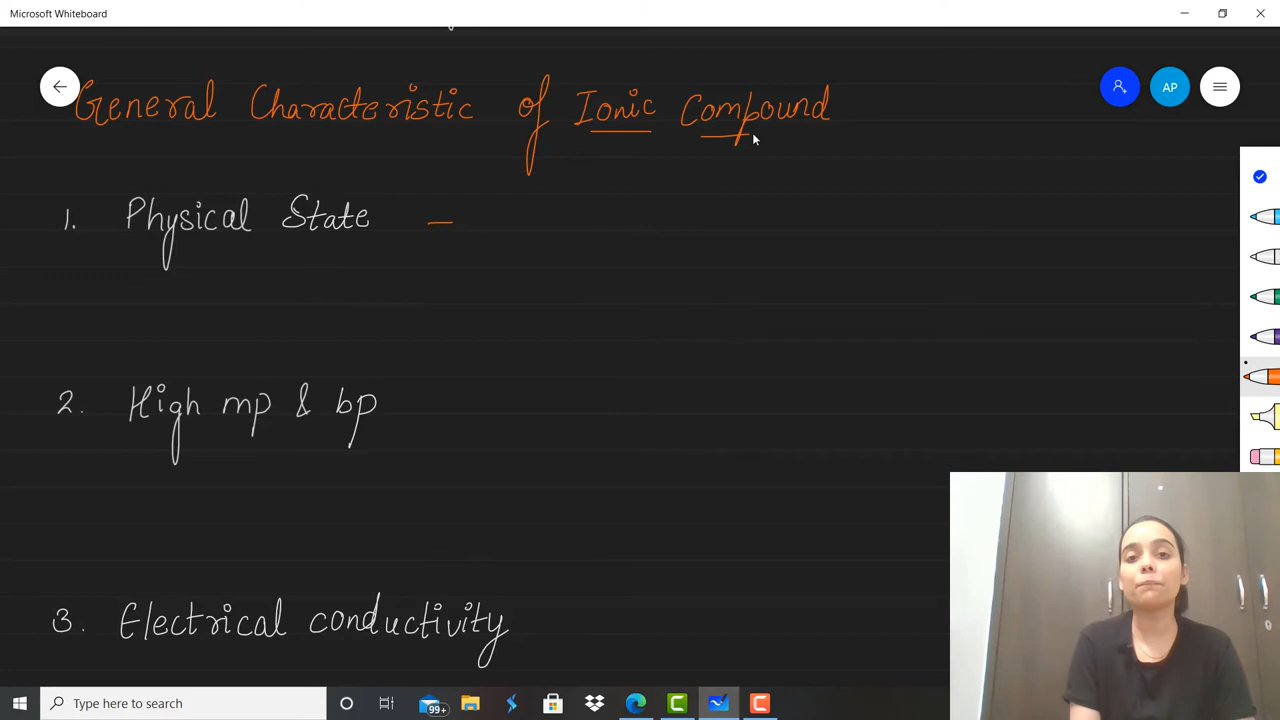 Microsoft Whiteboard
General Characteristic of Ionic Compound
AP
1. Physical State -
2. High mp & bp
3. Electrical conductivity
Type here to search
99+